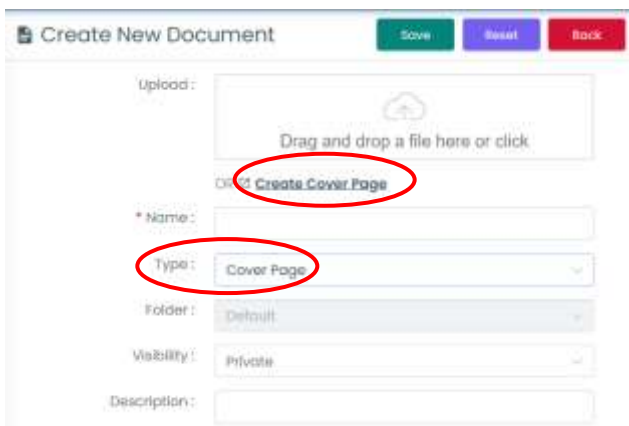 Create New Document
Save
Reset
Back
Upload :
Drag and drop a file here or click
OR Create Cover Page
* Name :
Type :
Cover Page
Folder :
Default
Visibility :
Private
Description :